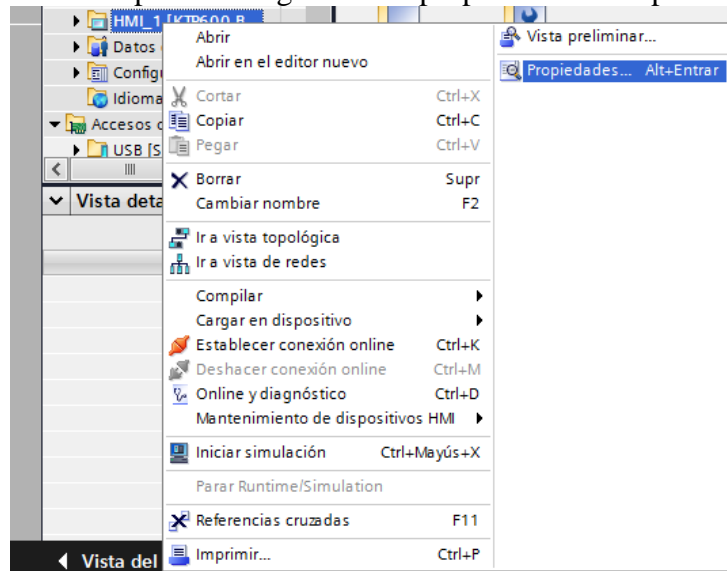 HMI_1 [KTP600 B
Datos
Config
Idioma
Accesos
USB [S
Vista deta
Vista del
Abrir
Abrir en el editor nuevo
Cortar Ctrl+X
Copiar Ctrl+C
Pegar Ctrl+V
Borrar Supr
Cambiar nombre F2
Ir a vista topológica
Ir a vista de redes
Compilar
Cargar en dispositivo
Establecer conexión online Ctrl+K
Deshacer conexión online Ctrl+M
Online y diagnóstico Ctrl+D
Mantenimiento de dispositivos HMI
Iniciar simulación Ctrl+Mayús+X
Parar Runtime/Simulation
Referencias cruzadas F11
Imprimir... Ctrl+P
Vista preliminar...
Propiedades... Alt+Entrar